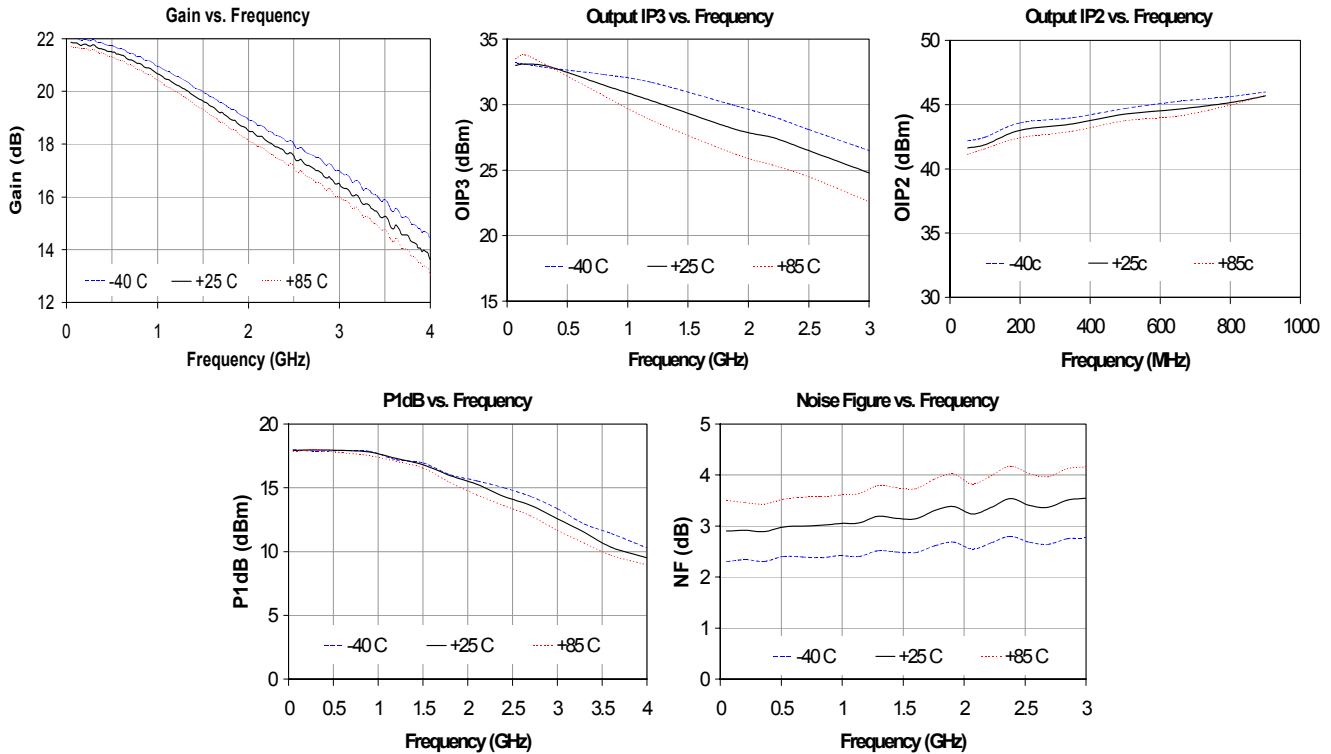 Gain vs. Frequency
Gain (dB)
22
20
18
16
14
12
-40 C +25 C +85 C
0 1 2 3 4
Frequency (GHz)
Output IP3 vs. Frequency
OIP3 (dBm)
35
30
25
20
15
-40 C +25 C +85 C
0 0.5 1 1.5 2 2.5 3
Frequency (GHz)
Output IP2 vs. Frequency
OIP2 (dBm)
50
45
40
35
30
-40c +25c +85c
0 200 400 600 800 1000
Frequency (MHz)
P1dB vs. Frequency
P1dB (dBm)
20
15
10
5
0
-40 C +25 C +85 C
0 0.5 1 1.5 2 2.5 3 3.5 4
Frequency (GHz)
Noise Figure vs. Frequency
NF (dB)
5
4
3
2
1
0
-40 C +25 C +85 C
0 0.5 1 1.5 2 2.5 3
Frequency (GHz)